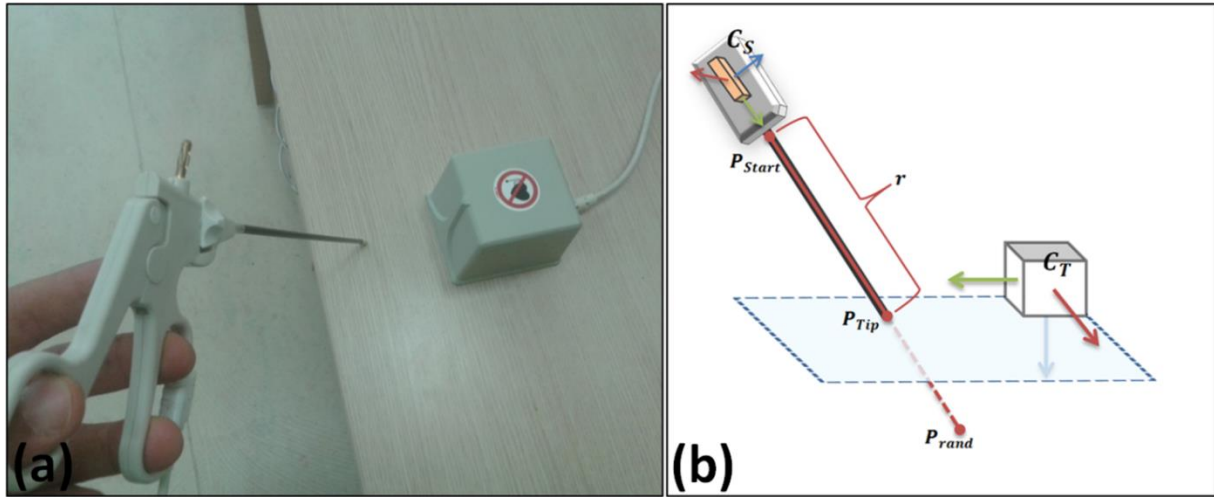 (a)
C_S
P_Start
r
C_T
P_Tip
P_rand
(b)